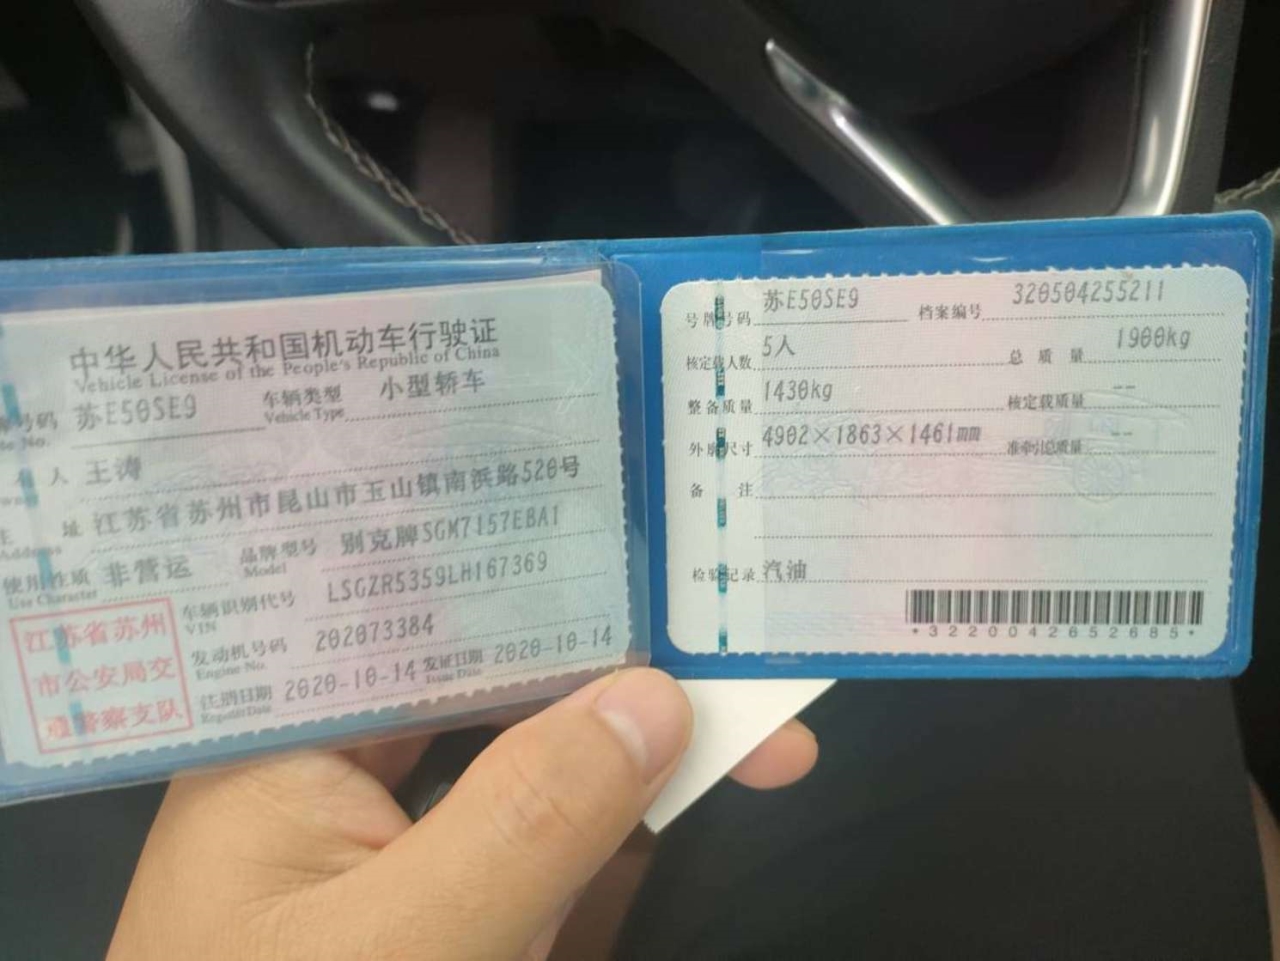 中华人民共和国机动车行驶证
Vehicle License of the People's Republic of China
号码 苏E50SE9 车辆类型 小型轿车
Vehicle Type
人 王涛
址 江苏省苏州市昆山市玉山镇南浜路520号
Address
使用性质 非营运 品牌型号 别克牌SGM7157EBA1
Use Character Model
车辆识别代号 LSGZR5359LH167369
VIN
发动机号码 202073384
Engine No.
注册日期 2020-10-14 发证日期 2020-10-14
Register Date Issue Date
江苏省苏州
市公安局交
通警察支队
号牌号码 苏E50SE9 档案编号 320504255211
核定载人数 5人 总质量 1900kg
整备质量 1430kg 核定载质量 --
外廓尺寸 4902×1863×1461mm 准牵引总质量 --
备注
检验记录 汽油
*3220042652685*